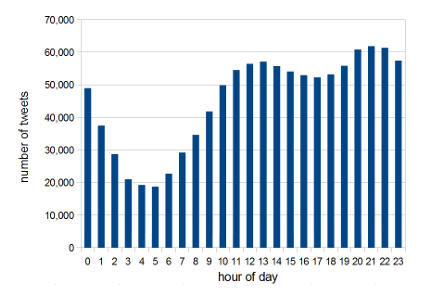 70,000
60,000
50,000
40,000
30,000
20,000
10,000
0
number of tweets
0 1 2 3 4 5 6 7 8 9 10 11 12 13 14 15 16 17 18 19 20 21 22 23
hour of day